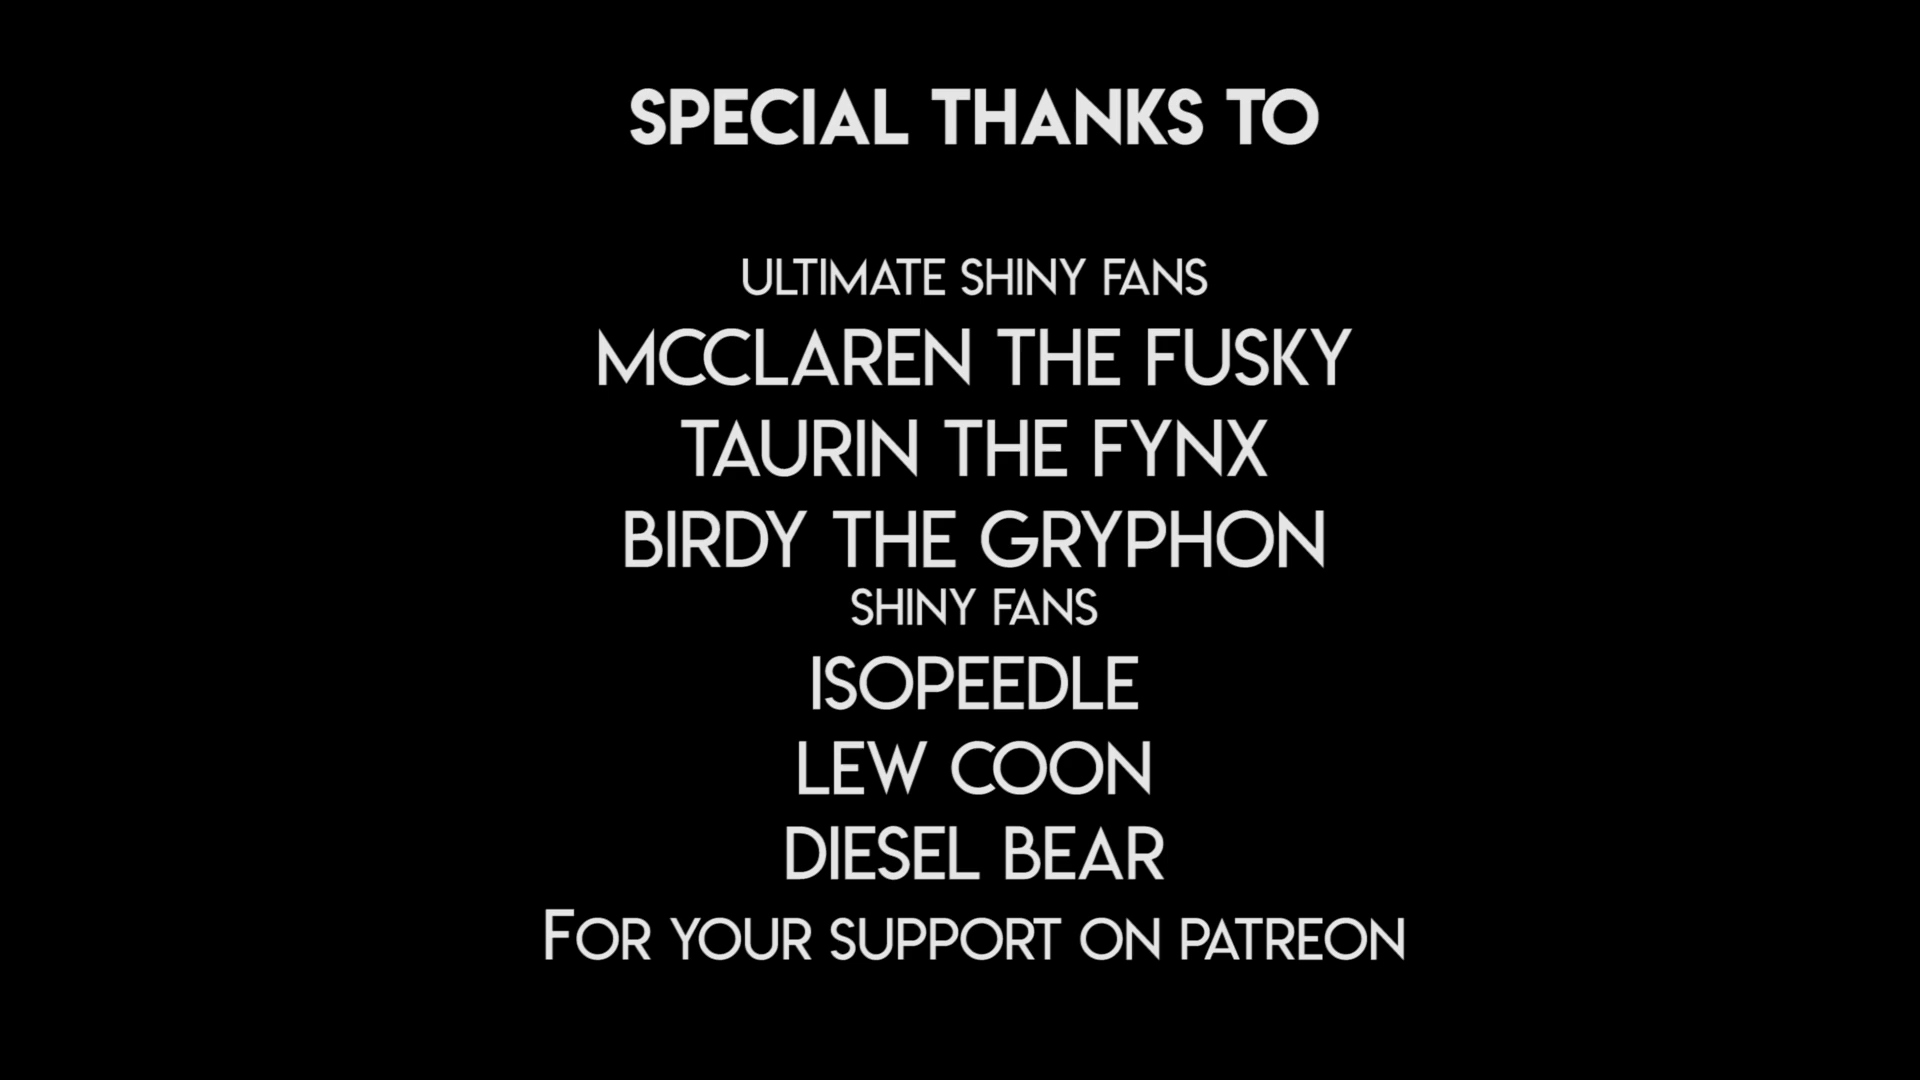 SPECIAL THANKS TO
ULTIMATE SHINY FANS
MCCLAREN THE FUSKY
TAURIN THE FYNX
BIRDY THE GRYPHON
SHINY FANS
ISOPEEDLE
LEW COON
DIESEL BEAR
FOR YOUR SUPPORT ON PATREON